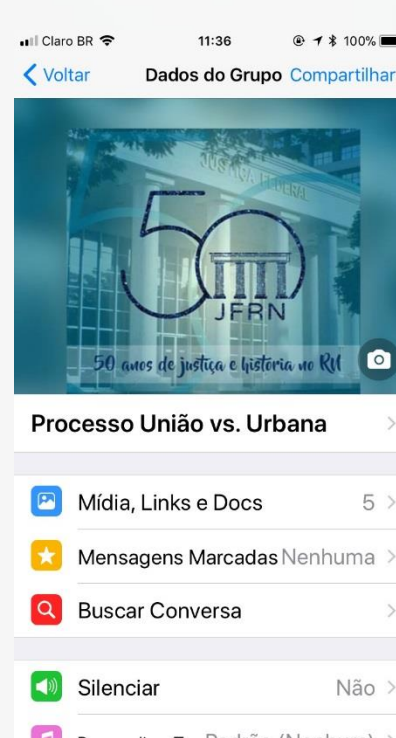 Claro BR 11:36 100%
Voltar Dados do Grupo Compartilhar
JUSTIÇA FEDERAL
50
JFRN
50 anos de justiça e história no RN
Processo União vs. Urbana
Mídia, Links e Docs 5
Mensagens Marcadas Nenhuma
Buscar Conversa
Silenciar Não